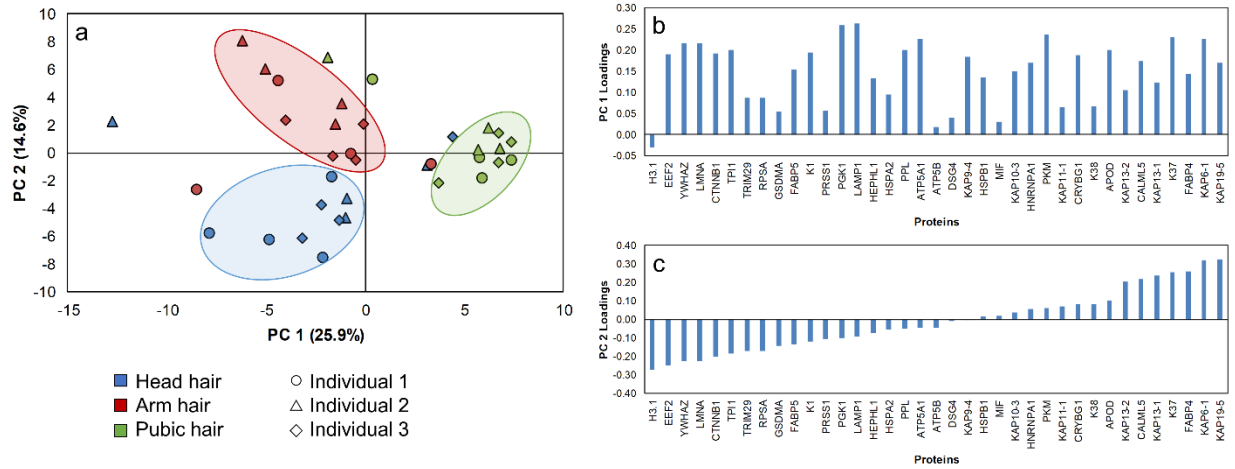 a
10
8
6
4
2
0
-2
-4
-6
-8
-10
-15
-10
-5
0
5
10
PC 2 (14.6%)
PC 1 (25.9%)
Head hair
Arm hair
Pubic hair
Individual 1
Individual 2
Individual 3
b
PC 1 Loadings
0.30
0.25
0.20
0.15
0.10
0.05
0.00
-0.05
H3.1
EEF2
YWHAZ
LMNA
CTNNB1
TPI1
TRIM29
RPSA
GSDMA
FABP5
K1
PRSS1
PGK1
LAMP1
HEPHL1
HSPA2
PPL
ATP5A1
ATP5B
DSG4
KAP9-4
HSPB1
MIF
KAP10-3
HNRNPA1
PKM
KAP11-1
CRYBG1
K38
APOD
KAP13-2
CALML5
KAP13-1
K37
FABP4
KAP6-1
KAP19-5
Proteins
c
PC 2 Loadings
0.40
0.30
0.20
0.10
0.00
-0.10
-0.20
-0.30
-0.40
H3.1
EEF2
YWHAZ
LMNA
CTNNB1
TPI1
TRIM29
RPSA
GSDMA
FABP5
K1
PRSS1
PGK1
LAMP1
HEPHL1
HSPA2
PPL
ATP5A1
ATP5B
DSG4
KAP9-4
HSPB1
MIF
KAP10-3
HNRNPA1
PKM
KAP11-1
CRYBG1
K38
APOD
KAP13-2
CALML5
KAP13-1
K37
FABP4
KAP6-1
KAP19-5
Proteins